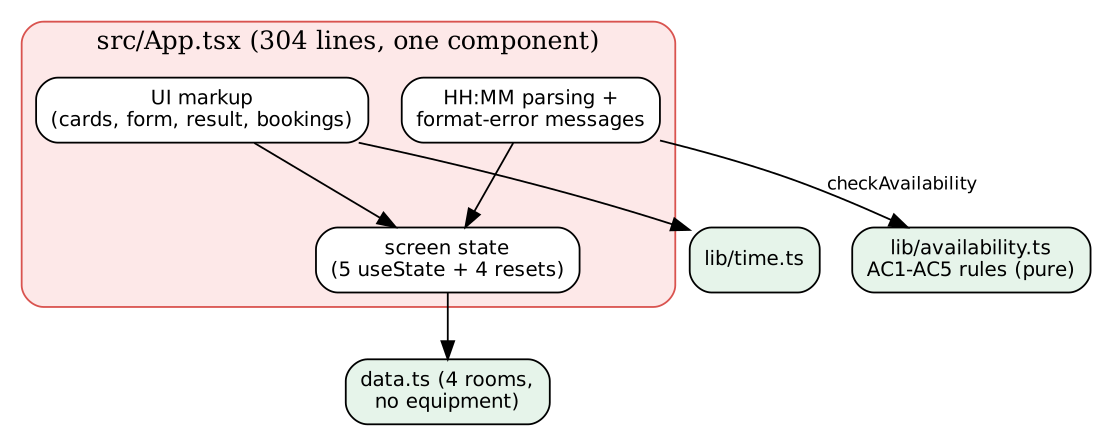 src/App.tsx (304 lines, one component)
UI markup
(cards, form, result, bookings)
HH:MM parsing +
format-error messages
checkAvailability
screen state
(5 useState + 4 resets)
lib/time.ts
lib/availability.ts
AC1-AC5 rules (pure)
data.ts (4 rooms,
no equipment)